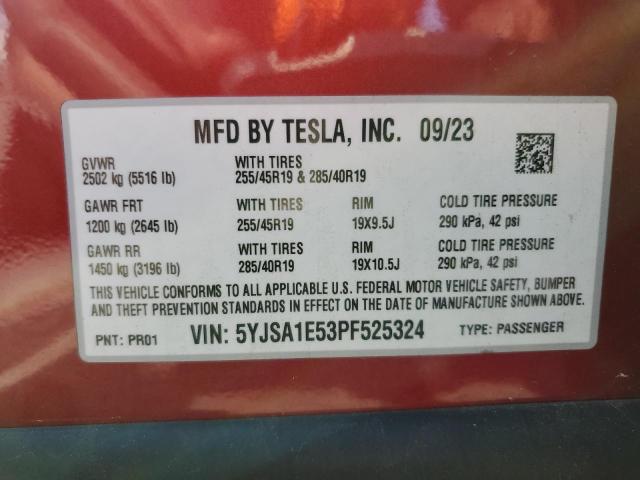 MFD BY TESLA, INC. 09/23
GVWR WITH TIRES
2502 kg (5516 lb) 255/45R19 & 285/40R19
GAWR FRT WITH TIRES RIM COLD TIRE PRESSURE
1200 kg (2645 lb) 255/45R19 19X9.5J 290 kPa, 42 psi
GAWR RR WITH TIRES RIM COLD TIRE PRESSURE
1450 kg (3196 lb) 285/40R19 19X10.5J 290 kPa, 42 psi
THIS VEHICLE CONFORMS TO ALL APPLICABLE U.S. FEDERAL MOTOR VEHICLE SAFETY, BUMPER
AND THEFT PREVENTION STANDARDS IN EFFECT ON THE DATE OF MANUFACTURE SHOWN ABOVE.
PNT: PR01 VIN: 5YJSA1E53PF525324 TYPE: PASSENGER